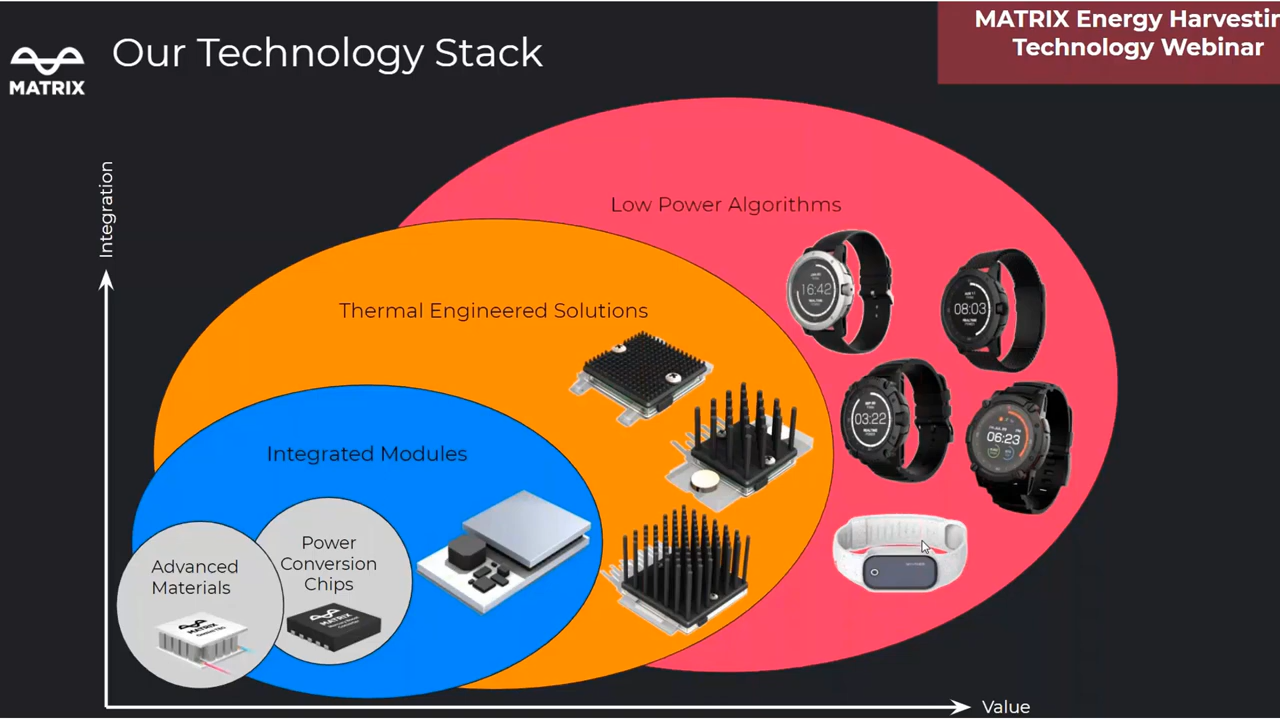 MATRIX Energy Harvestin
Technology Webinar
MATRIX
Our Technology Stack
Integration
Low Power Algorithms
16:42
08:03
Thermal Engineered Solutions
03:22
06:23
Integrated Modules
Advanced
Materials
MATRIX
Power
Conversion
Chips
MATRIX
Value